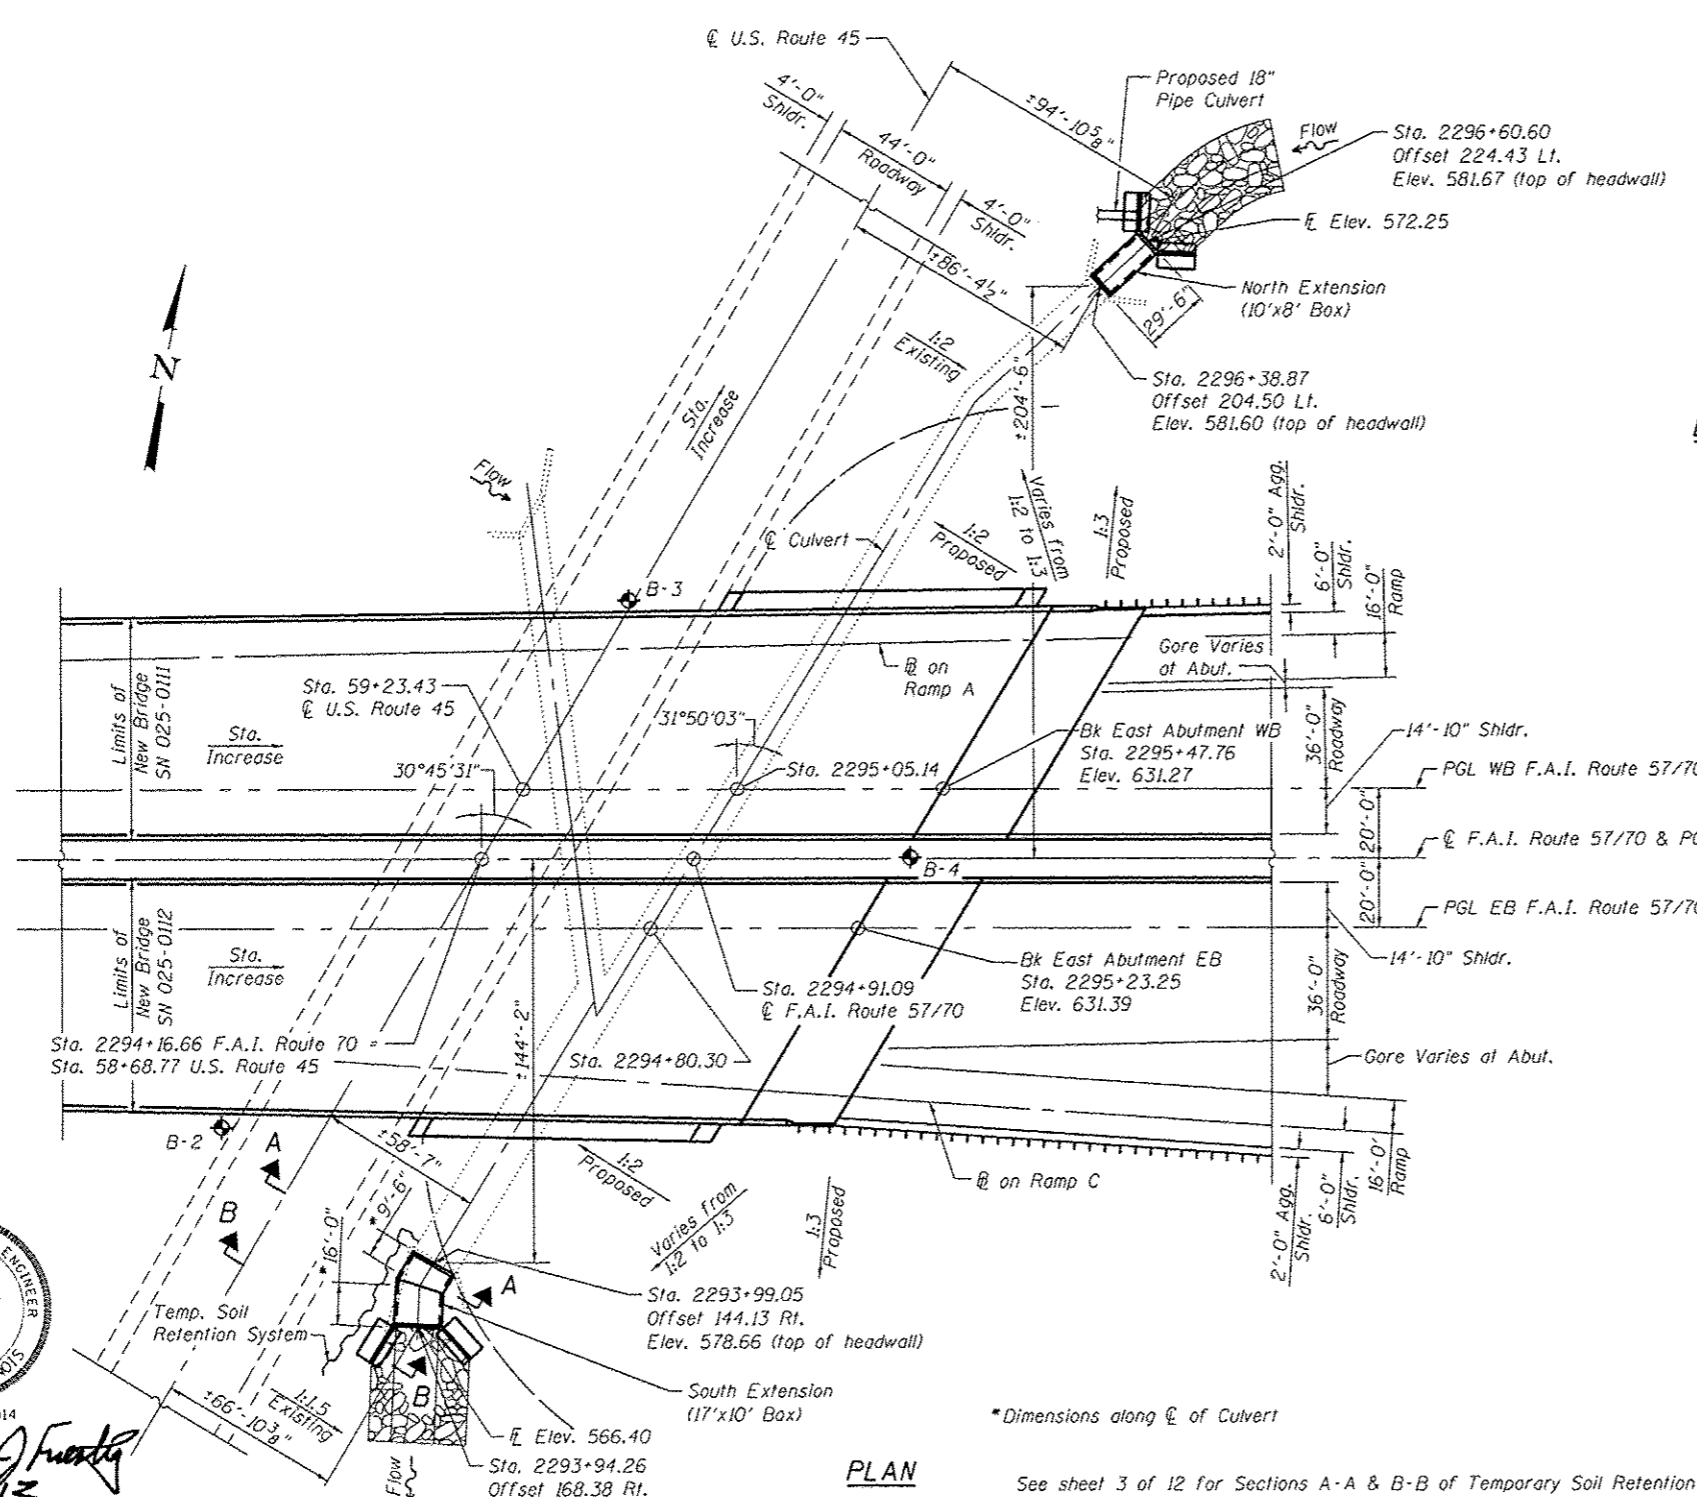 ℄ U.S. Route 45
4'-0"
Shldr.
44'-0"
Roadway
4'-0"
Shldr.
±94'-10⅝"
±86'-4½"
Proposed 18"
Pipe Culvert
Flow
Sta. 2296+60.60
Offset 224.43 Lt.
Elev. 581.67 (top of headwall)
℄ Elev. 572.25
North Extension
(10'x8' Box)
29'-6"
Sta. 2296+38.87
Offset 204.50 Lt.
Elev. 581.60 (top of headwall)
N
1:2
Existing
±204'-6"
Sta.
Increase
Flow
℄ Culvert
1:2
Proposed
Varies from
1:2 to 1:3
1:3
Proposed
2'-0" Agg.
Shldr.
6'-0"
Shldr.
16'-0"
Ramp
B-3
Limits of
New Bridge
SN 025-0111
Sta.
Increase
Sta. 59+23.43
℄ U.S. Route 45
31°50'03"
30°45'31"
℄ on
Ramp A
Gore Varies
at Abut.
Bk East Abutment WB
Sta. 2295+47.76
Elev. 631.27
Sta. 2295+05.14
36'-0"
Roadway
14'-10" Shldr.
PGL WB F.A.I. Route 57/70
20'-0"
20'-0"
℄ F.A.I. Route 57/70 &
B-4
PGL EB F.A.I. Route 57/70
14'-10" Shldr.
Limits of
New Bridge
SN 025-0112
Sta.
Increase
Bk East Abutment EB
Sta. 2295+23.25
Elev. 631.39
Sta. 2294+91.09
℄ F.A.I. Route 57/70
36'-0"
Roadway
Sta. 2294+16.66 F.A.I. Route 70 =
Sta. 58+68.77 U.S. Route 45
±144'-2"
Sta. 2294+80.30
Gore Varies at Abut.
B-2
A
B
±58'-7"
*9'-6"
*16'-0"
1:2
Proposed
Varies from
1:2 to 1:3
1:3
Proposed
℄ on Ramp C
2'-0" Agg.
Shldr.
6'-0"
Shldr.
16'-0"
Ramp
ENGINEER
Temp. Soil
Retention System
A
Sta. 2293+99.05
Offset 144.13 Rt.
Elev. 578.66 (top of headwall)
B
South Extension
(17'x10' Box)
1:1.5
Existing
±66'-10⅜"
℄ Elev. 566.40
Sta. 2293+94.26
Offset 168.38 Rt.
Flow
*Dimensions along ℄ of Culvert
PLAN
See sheet 3 of 12 for Sections A-A & B-B of Temporary Soil Retention